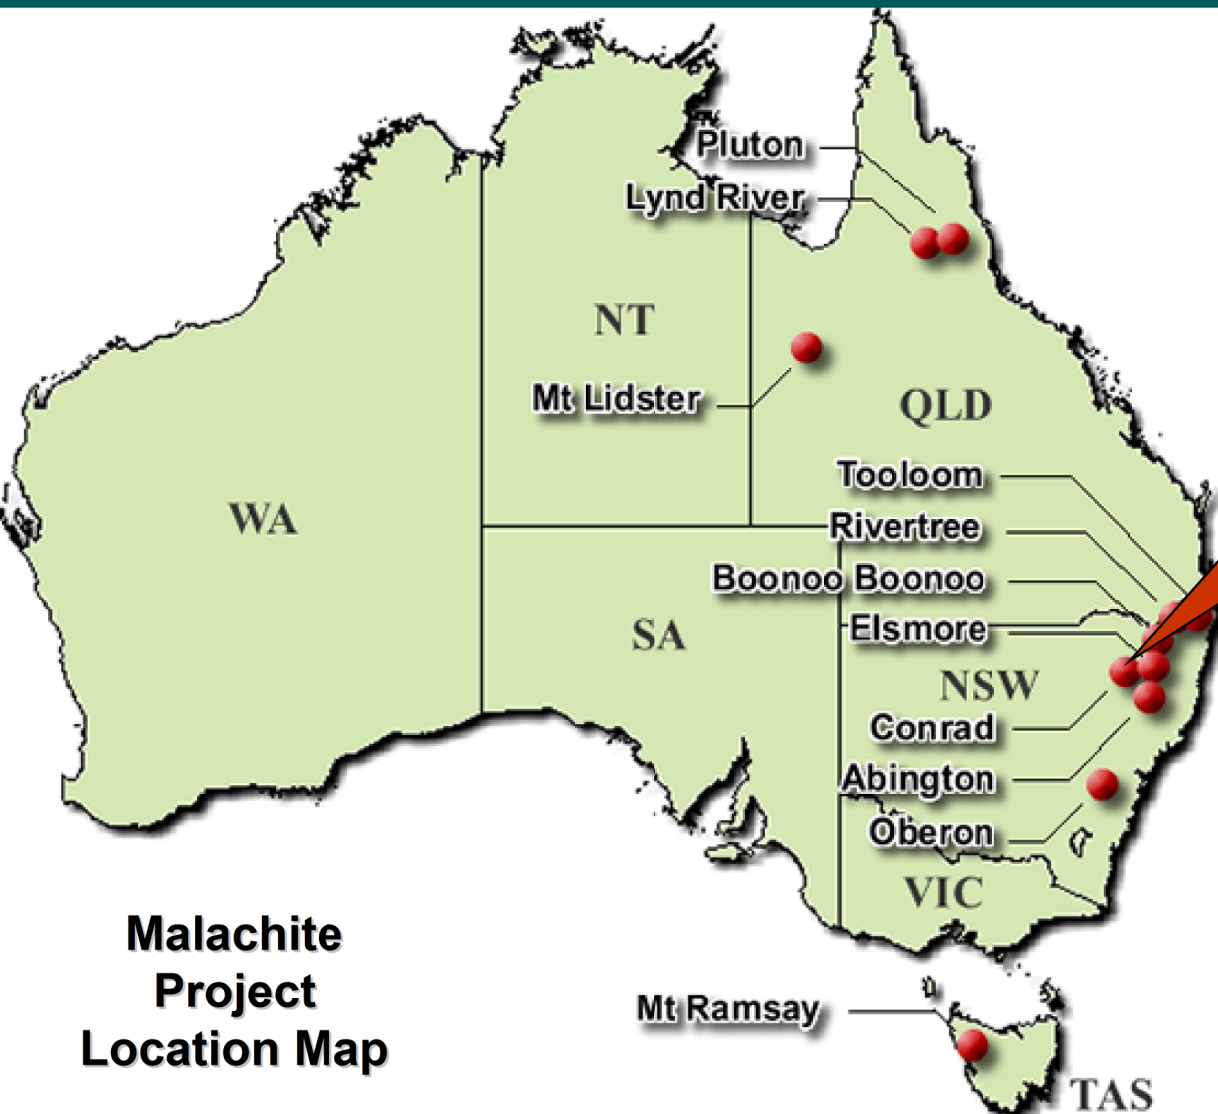 Pluton
Lynd River
NT
Mt Lidster
QLD
Tooloom
WA
Rivertree
Boonoo Boonoo
Elsmore
SA
NSW
Conrad
Abington
Oberon
VIC
Malachite
Project
Location Map
Mt Ramsay
TAS